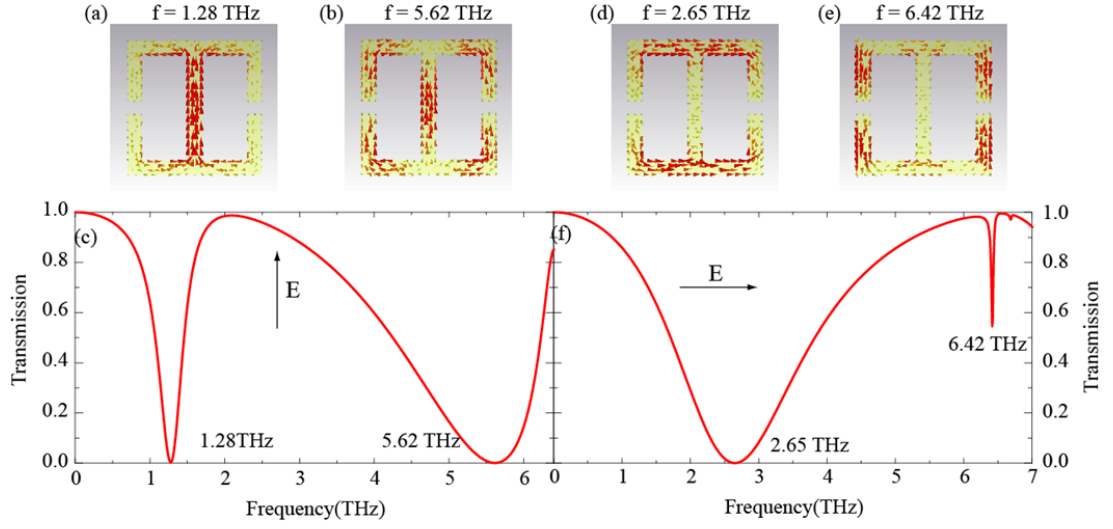 (a) f = 1.28 THz (b) f = 5.62 THz (d) f = 2.65 THz (e) f = 6.42 THz
1.0 (c) (f) 1.0
0.8 0.8
0.6 0.6
0.4 0.4
0.2 0.2
0.0 0.0
Transmission
E
1.28THz
5.62 THz
0 1 2 3 4 5 6
Frequency(THz)
E
6.42 THz
2.65 THz
0 1 2 3 4 5 6 7
Frequency(THz)
Transmission